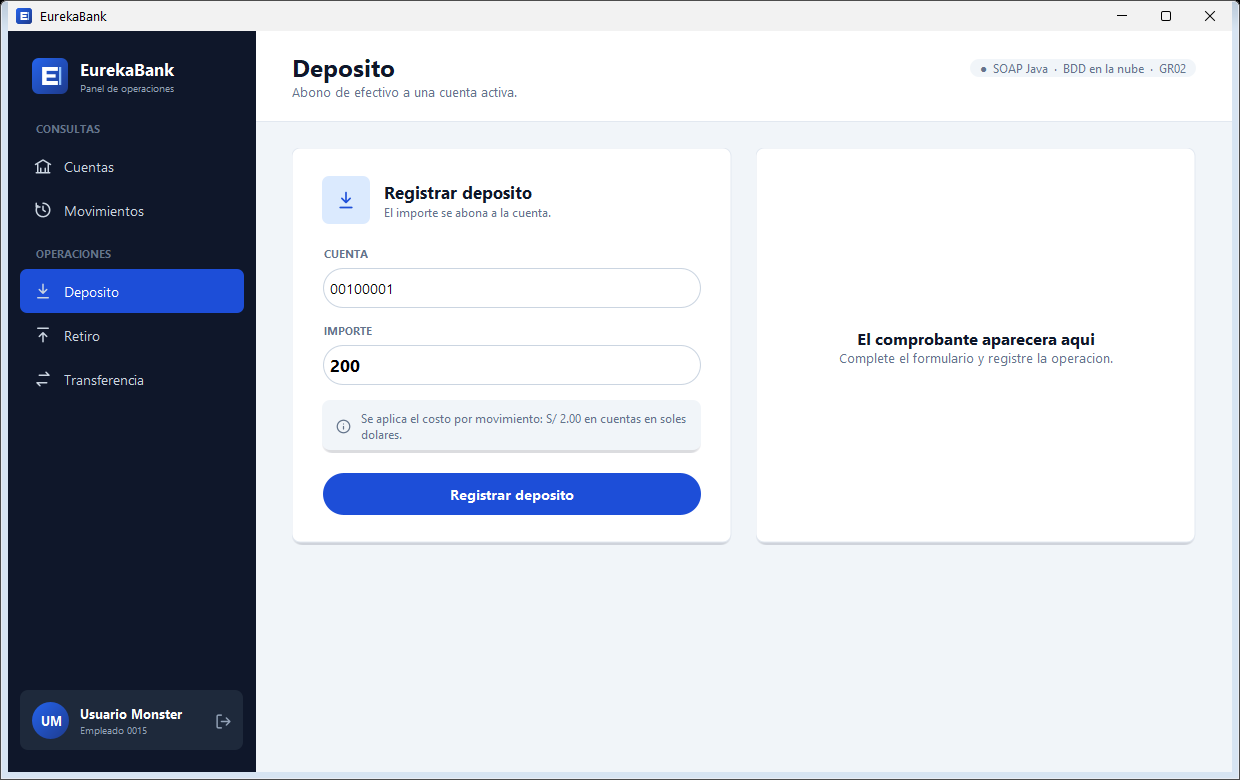 EurekaBank
EurekaBank
Panel de operaciones
CONSULTAS
Cuentas
Movimientos
OPERACIONES
Deposito
Retiro
Transferencia
UM
Usuario Monster
Empleado 0015
Deposito
Abono de efectivo a una cuenta activa.
● SOAP Java · BDD en la nube · GR02
Registrar deposito
El importe se abona a la cuenta.
CUENTA
00100001
IMPORTE
200
Se aplica el costo por movimiento: S/ 2.00 en cuentas en soles
dolares.
Registrar deposito
El comprobante aparecera aqui
Complete el formulario y registre la operacion.